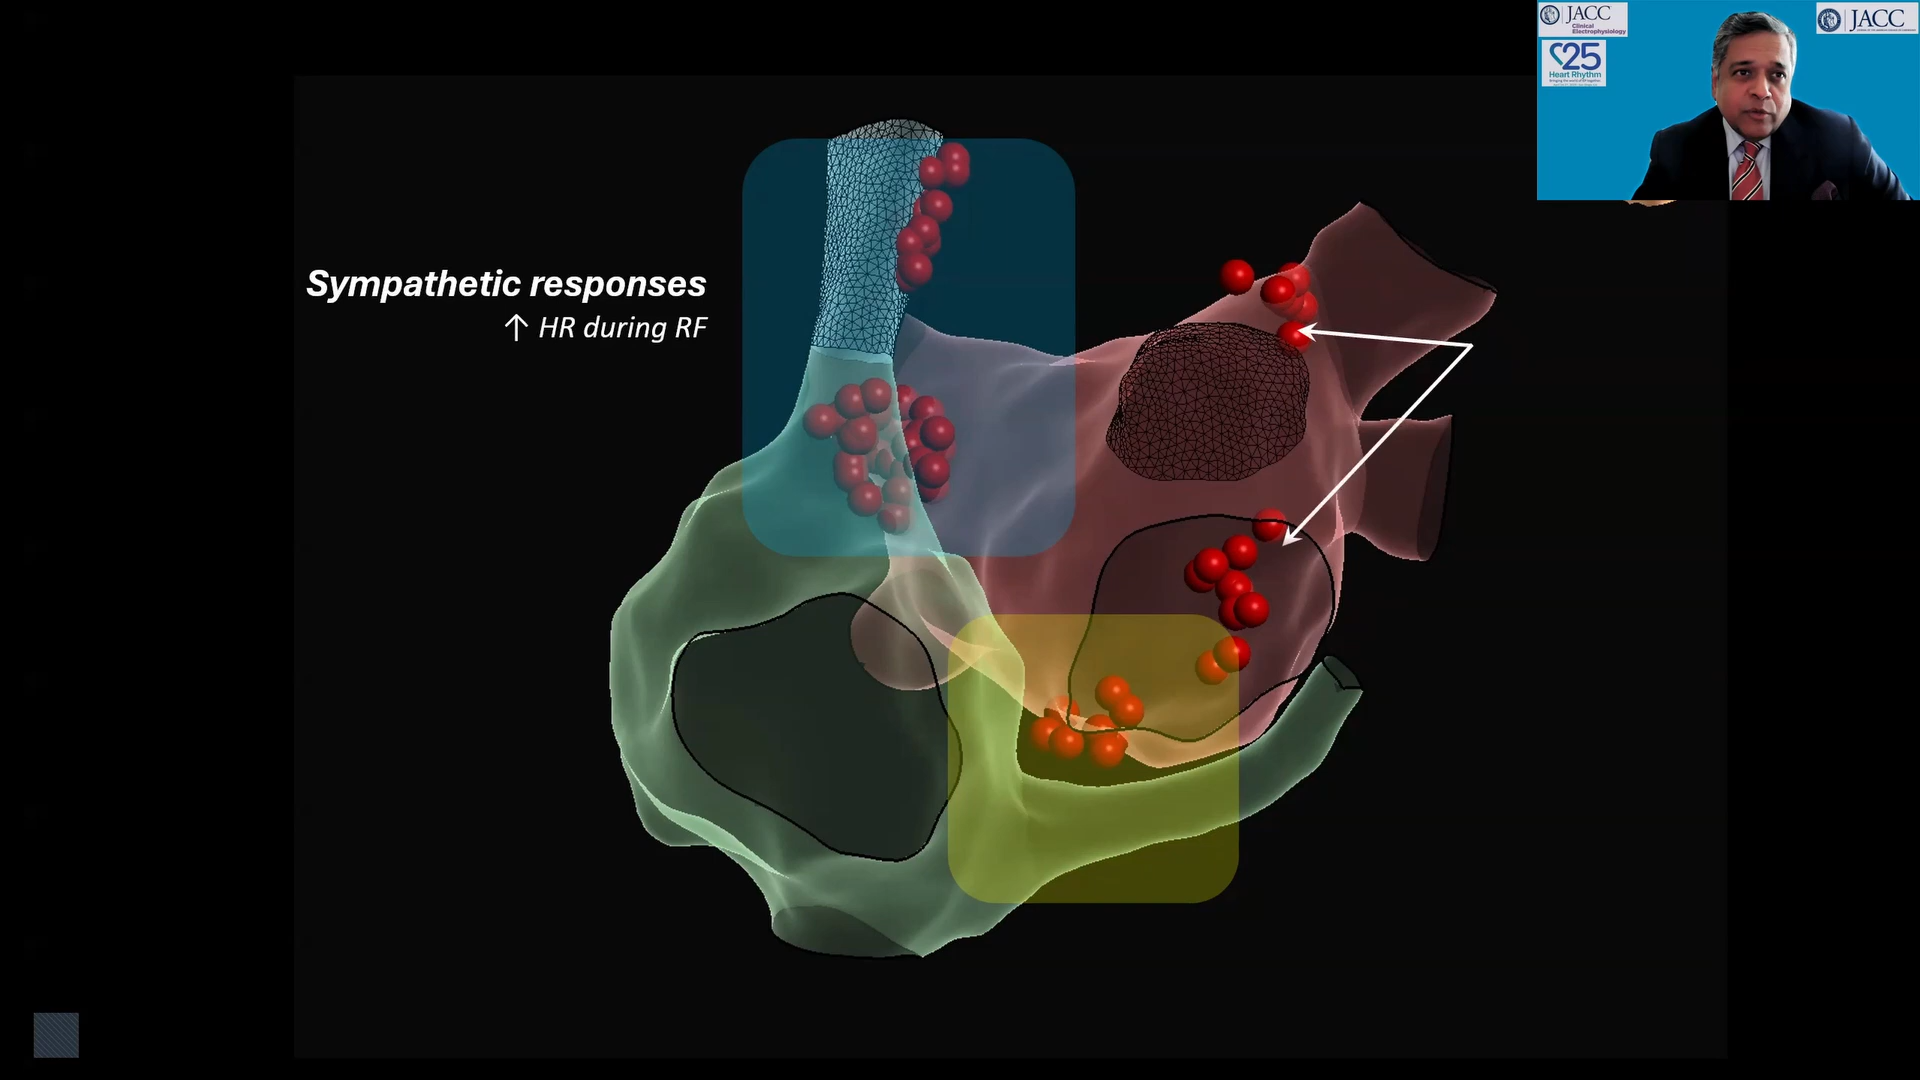 JACC
Clinical
Electrophysiology
25
Heart Rhythm
JACC
Sympathetic responses
↑ HR during RF